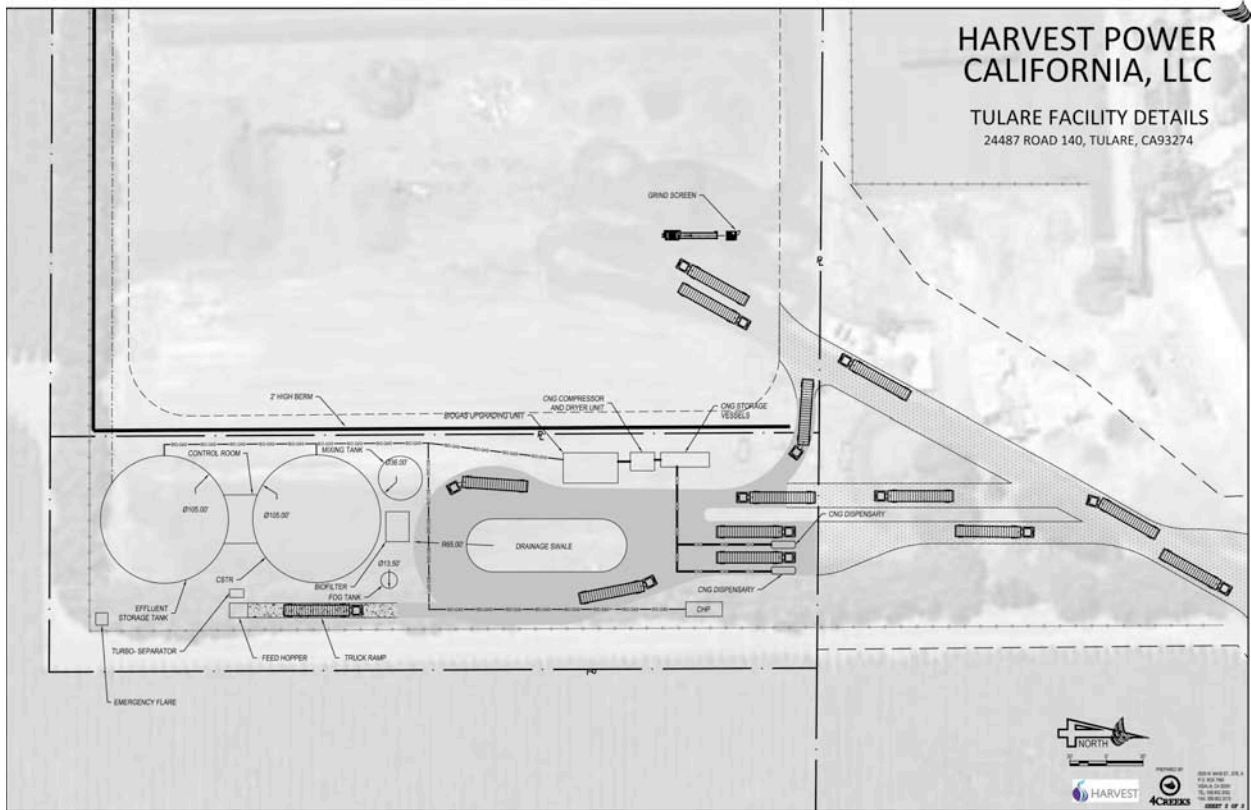 HARVEST POWER
CALIFORNIA, LLC
TULARE FACILITY DETAILS
24487 ROAD 140, TULARE, CA93274
GRIND SCREEN
2' HIGH BERM
BIOGAS UPGRADING UNIT
CNG COMPRESSOR
AND DRYER UNIT
CNG STORAGE
VESSELS
CONTROL ROOM
MIXING TANK
Ø36.00'
Ø105.00'
Ø105.00'
CNG DISPENSARY
R65.00'
DRAINAGE SWALE
Ø13.50'
CSTR
BIOFILTER
FOG TANK
CNG DISPENSARY
EFFLUENT
STORAGE TANK
CHP
TURBO- SEPARATOR
FEED HOPPER
TRUCK RAMP
EMERGENCY FLARE
NORTH
HARVEST
PREPARED BY
4CREEKS